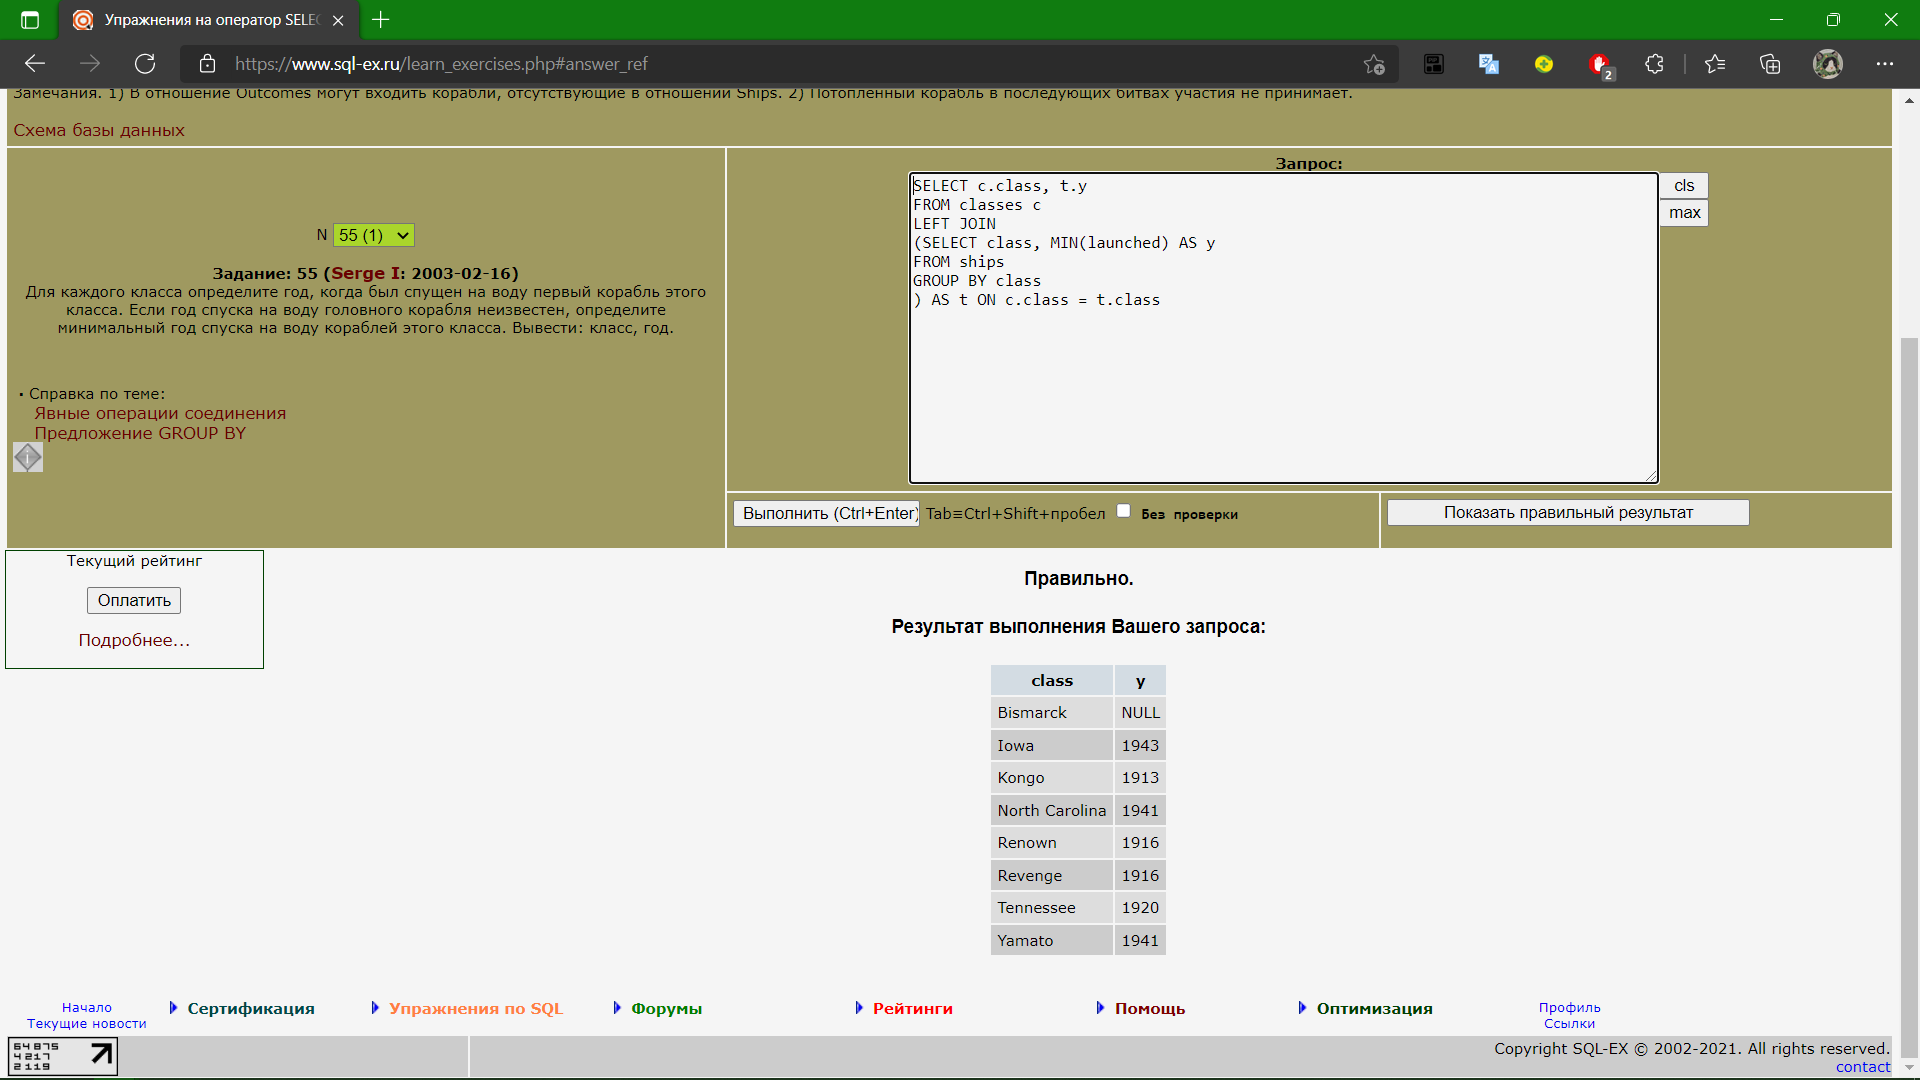 Упражнения на оператор SELEC
https://www.sql-ex.ru/learn_exercises.php#answer_ref
2
Замечания. 1) В отношение Outcomes могут входить корабли, отсутствующие в отношении Ships. 2) Потопленный корабль в последующих битвах участия не принимает.
Схема базы данных
N 55 (1)
Задание: 55 (Serge I: 2003-02-16)
Для каждого класса определите год, когда был спущен на воду первый корабль этого
класса. Если год спуска на воду головного корабля неизвестен, определите
минимальный год спуска на воду кораблей этого класса. Вывести: класс, год.
• Справка по теме:
Явные операции соединения
Предложение GROUP BY
Запрос:
SELECT c.class, t.y
FROM classes c
LEFT JOIN
(SELECT class, MIN(launched) AS y
FROM ships
GROUP BY class
) AS t ON c.class = t.class
cls
max
Выполнить (Ctrl+Enter) Tab≡Ctrl+Shift+пробел Без проверки
Показать правильный результат
Текущий рейтинг
Оплатить
Подробнее...
Правильно.
Результат выполнения Вашего запроса:
class y
Bismarck NULL
Iowa 1943
Kongo 1913
North Carolina 1941
Renown 1916
Revenge 1916
Tennessee 1920
Yamato 1941
Начало
Текущие новости
Сертификация
Упражнения по SQL
Форумы
Рейтинги
Помощь
Оптимизация
Профиль
Ссылки
64875
4217
2119
Copyright SQL-EX © 2002-2021. All rights reserved.
contact